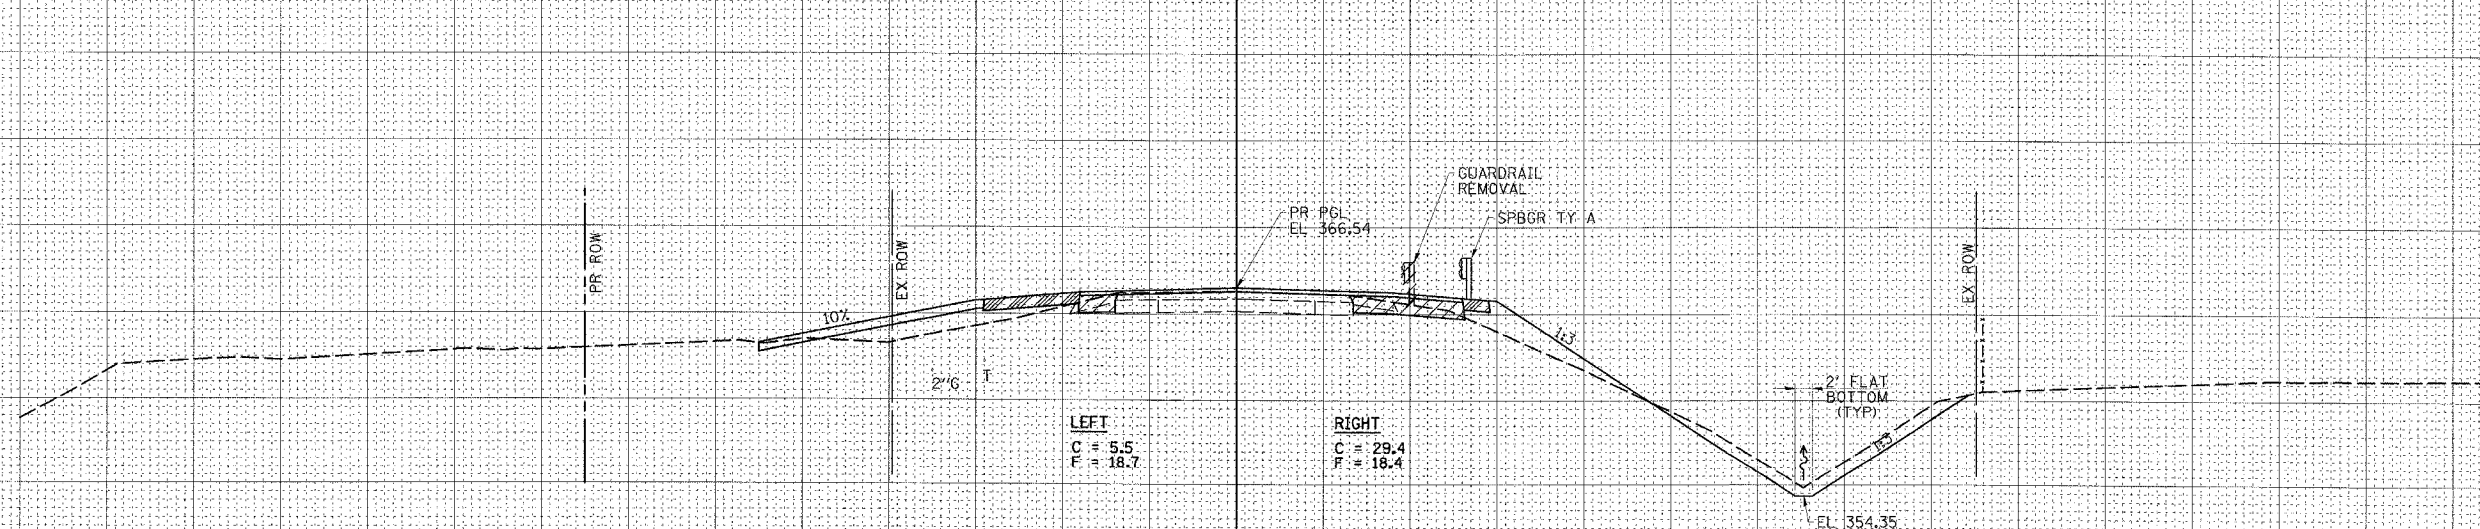 GUARDRAIL
REMOVAL
PR PGL
EL 366.54
SPBGR TY A
PR ROW
EX ROW
EX ROW
10%
1:3
2"G T
2' FLAT
BOTTOM
(TYP)
1:3
LEFT
C = 5.5
F = 18.7
RIGHT
C = 29.4
F = 18.4
EL 354.35